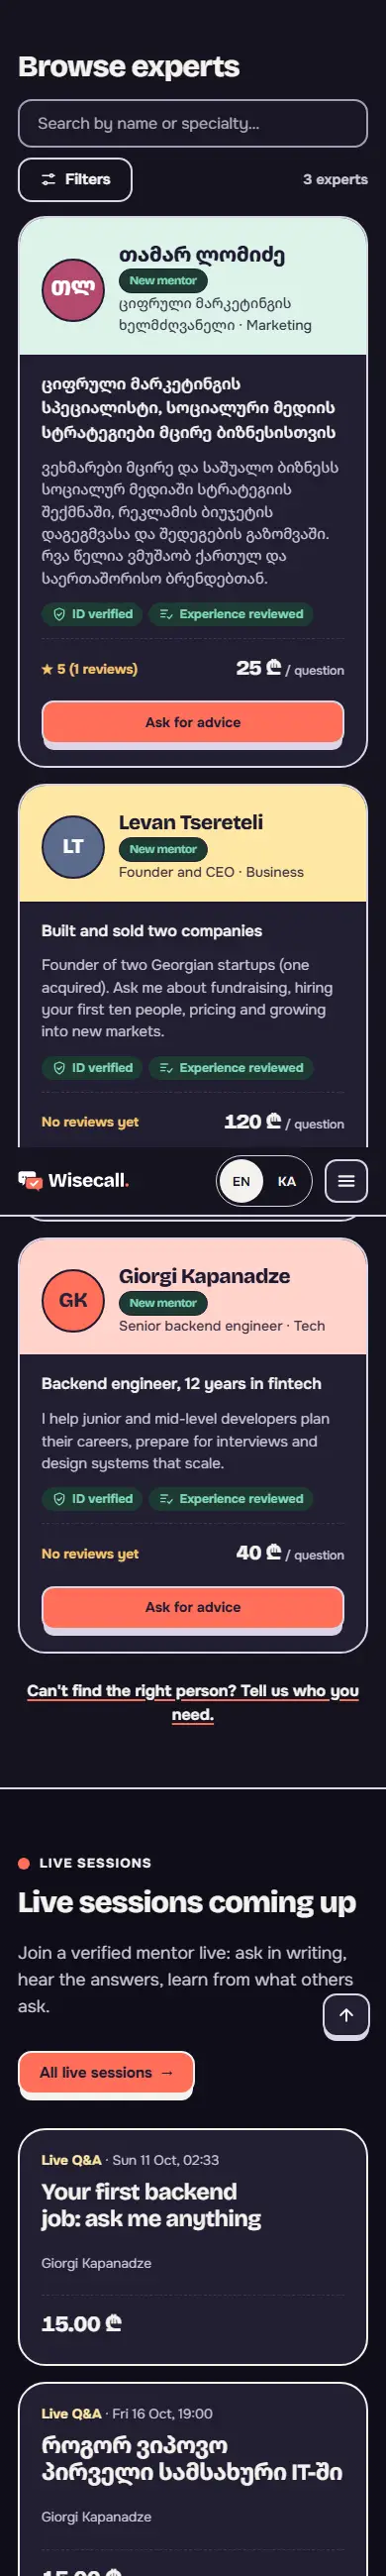 Browse experts
Search by name or specialty...
Filters
3 experts
თლ
თამარ ლომიძე
New mentor
ციფრული მარკეტინგის
ხელმძღვანელი · Marketing
ციფრული მარკეტინგის
სპეციალისტი, სოციალური მედიის
სტრატეგიები მცირე ბიზნესისთვის
ვეხმარები მცირე და საშუალო ბიზნესს
სოციალურ მედიაში სტრატეგიის
შექმნაში, რეკლამის ბიუჯეტის
დაგეგმვასა და შედეგების გაზომვაში.
რვა წელია ვმუშაობ ქართულ და
საერთაშორისო ბრენდებთან.
ID verified
Experience reviewed
★ 5 (1 reviews)
25 ₾ / question
Ask for advice
LT
Levan Tsereteli
New mentor
Founder and CEO · Business
Built and sold two companies
Founder of two Georgian startups (one
acquired). Ask me about fundraising, hiring
your first ten people, pricing and growing
into new markets.
ID verified
Experience reviewed
No reviews yet
120 ₾ / question
Wisecall.
EN
KA
GK
Giorgi Kapanadze
New mentor
Senior backend engineer · Tech
Backend engineer, 12 years in fintech
I help junior and mid-level developers plan
their careers, prepare for interviews and
design systems that scale.
ID verified
Experience reviewed
No reviews yet
40 ₾ / question
Ask for advice
Can't find the right person? Tell us who you
need.
LIVE SESSIONS
Live sessions coming up
Join a verified mentor live: ask in writing,
hear the answers, learn from what others
ask.
All live sessions →
Live Q&A · Sun 11 Oct, 02:33
Your first backend
job: ask me anything
Giorgi Kapanadze
15.00 ₾
Live Q&A · Fri 16 Oct, 19:00
როგორ ვიპოვო
პირველი სამსახური IT-ში
Giorgi Kapanadze